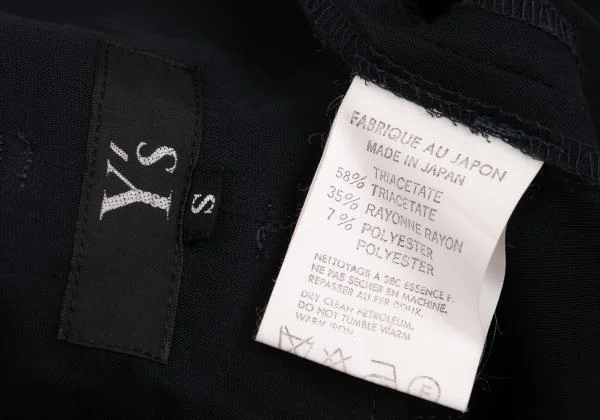 Y's
S
FABRIQUE AU JAPON
MADE IN JAPAN
58% TRIACETATE
TRIACETATE
35% RAYONNE RAYON
7 % POLYESTER
POLYESTER
NETTOYAGE À SEC ESSENCE F.
NE PAS SECHER EN MACHINE.
REPASSER AU FER DOUX.
DRY CLEAN PETROLEUM.
DO NOT TUMBLE WARM
WARM IRON.
F